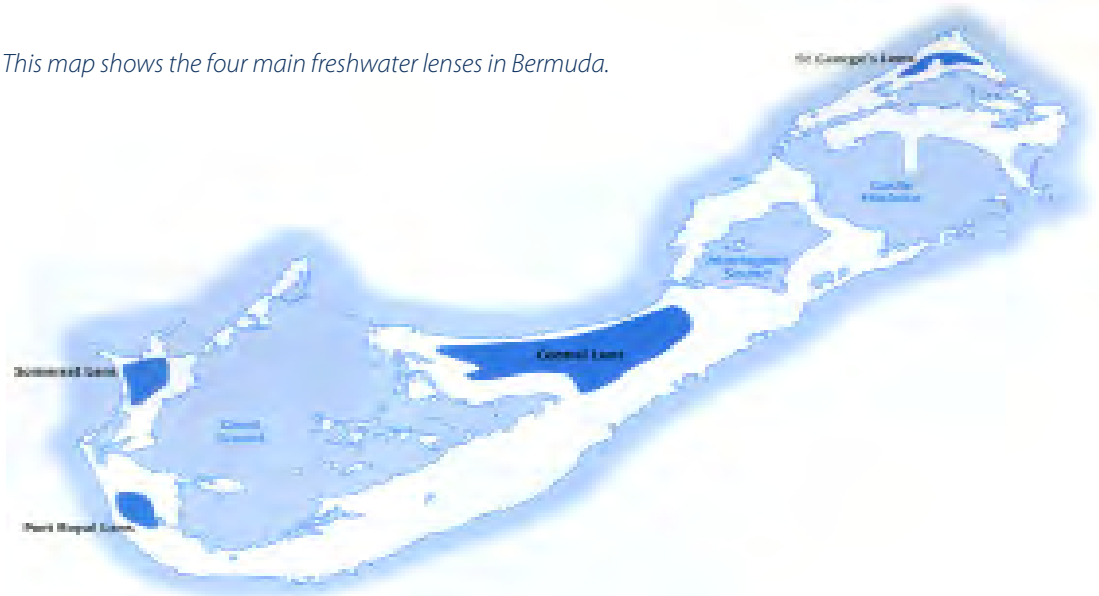 This map shows the four main freshwater lenses in Bermuda.
St George's Lens
Castle
Harbour
Harrington
Sound
Central Lens
Somerset Lens
Great
Sound
Port Royal Lens